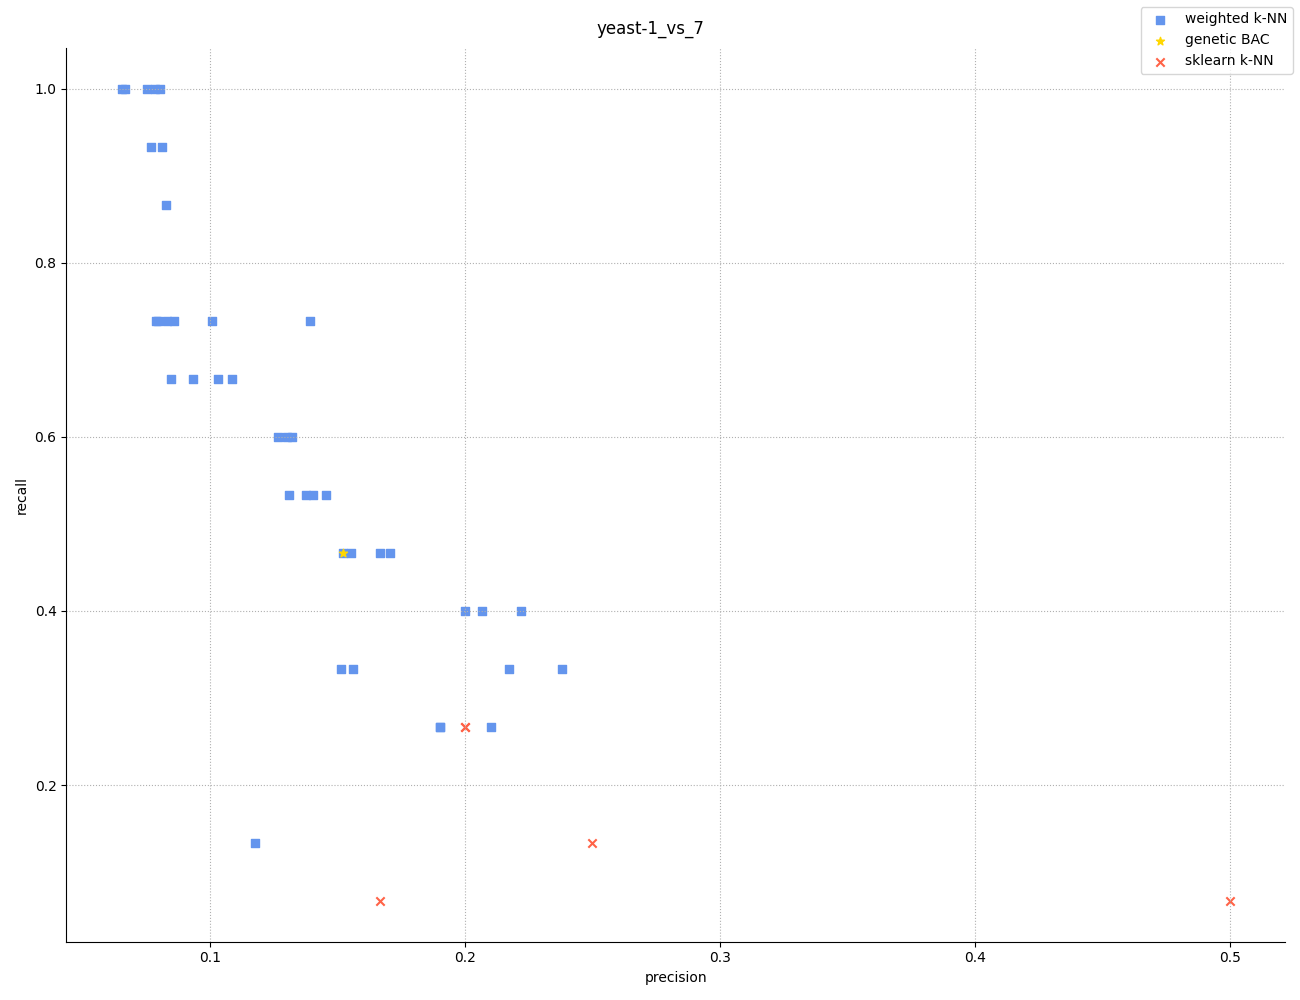 yeast-1_vs_7
weighted k-NN
genetic BAC
sklearn k-NN
1.0
0.8
0.6
0.4
0.2
recall
0.1
0.2
0.3
0.4
0.5
precision